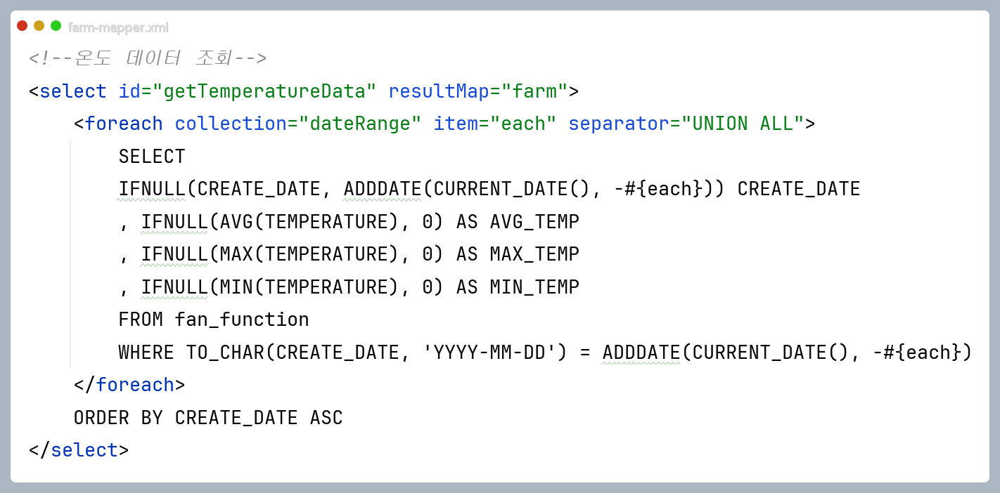 farm-mapper.xml
<!--온도 데이터 조회-->
<select id="getTemperatureData" resultMap="farm">
<foreach collection="dateRange" item="each" separator="UNION ALL">
SELECT
IFNULL(CREATE_DATE, ADDDATE(CURRENT_DATE(), -#{each})) CREATE_DATE
, IFNULL(AVG(TEMPERATURE), 0) AS AVG_TEMP
, IFNULL(MAX(TEMPERATURE), 0) AS MAX_TEMP
, IFNULL(MIN(TEMPERATURE), 0) AS MIN_TEMP
FROM fan_function
WHERE TO_CHAR(CREATE_DATE, 'YYYY-MM-DD') = ADDDATE(CURRENT_DATE(), -#{each})
</foreach>
ORDER BY CREATE_DATE ASC
</select>